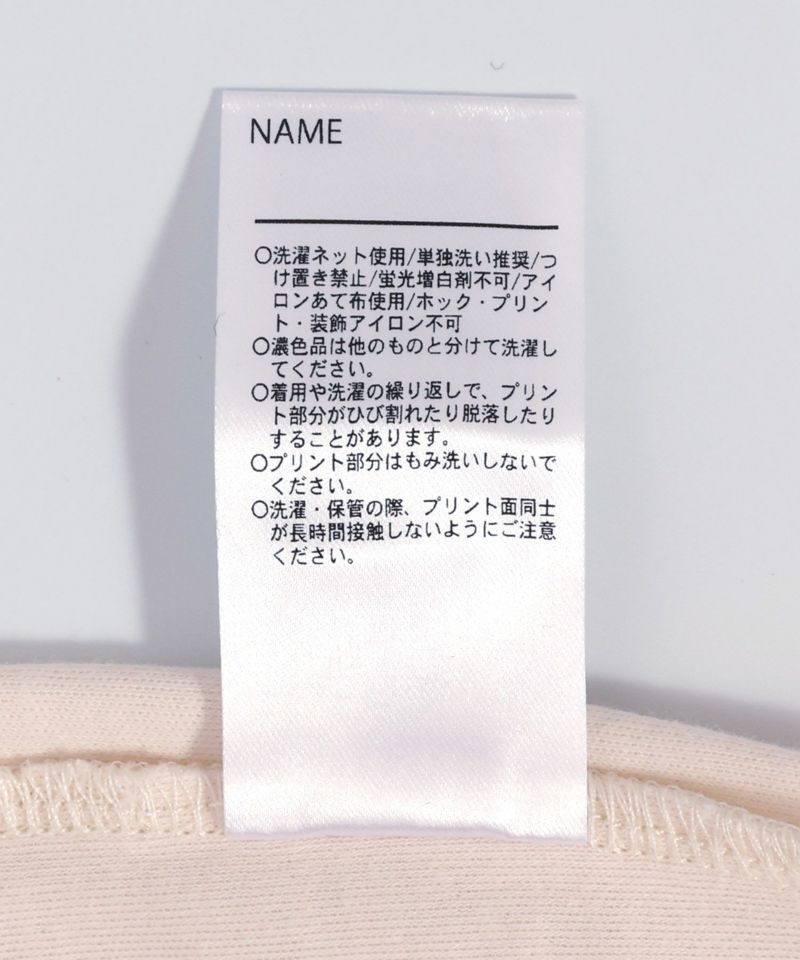 NAME
○洗濯ネット使用/単独洗い推奨/つ
け置き禁止/蛍光増白剤不可/アイ
ロンあて布使用/ホック・プリン
ト・装飾アイロン不可
○濃色品は他のものと分けて洗濯し
てください。
○着用や洗濯の繰り返しで、プリン
ト部分がひび割れたり脱落したり
することがあります。
○プリント部分はもみ洗いしないで
ください。
○洗濯・保管の際、プリント面同士
が長時間接触しないようにご注意
ください。